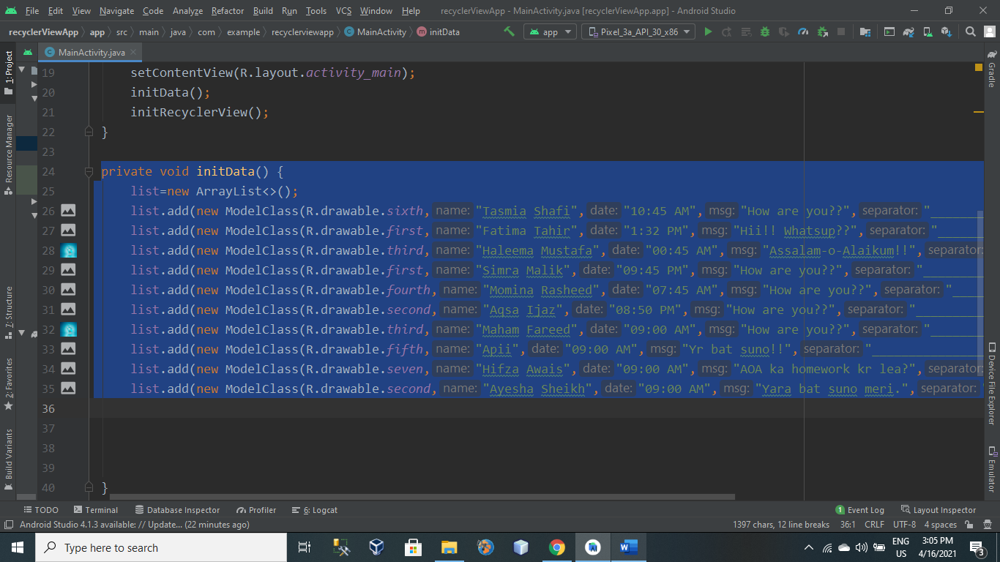 File Edit View Navigate Code Analyze Refactor Build Run Tools VCS Window Help recyclerViewApp - MainActivity.java [recyclerViewApp.app] - Android Studio
recyclerViewApp app src main java com example recyclerviewapp MainActivity initData app Pixel_3a_API_30_x86
MainActivity.java
1: Project
Resource Manager
7: Structure
2: Favorites
Build Variants
19 setContentView(R.layout.activity_main);
20 initData();
21 initRecyclerView();
22 }
23
24 private void initData() {
25 list=new ArrayList<>();
26 list.add(new ModelClass(R.drawable.sixth, name: "Tasmia Shafi", date: "10:45 AM", msg: "How are you??", separator: "________
27 list.add(new ModelClass(R.drawable.first, name: "Fatima Tahir", date: "1:32 PM", msg: "Hii!! Whatsup??", separator: "_______
28 list.add(new ModelClass(R.drawable.third, name: "Haleema Mustafa", date: "00:45 AM", msg: "Assalam-o-Alaikum!!", separator:
29 list.add(new ModelClass(R.drawable.first, name: "Simra Malik", date: "09:45 PM", msg: "How are you??", separator: "_________
30 list.add(new ModelClass(R.drawable.fourth, name: "Momina Rasheed", date: "07:45 AM", msg: "How are you??", separator: "_____
31 list.add(new ModelClass(R.drawable.second, name: "Aqsa Ijaz", date: "08:50 PM", msg: "How are you??", separator: "__________
32 list.add(new ModelClass(R.drawable.third, name: "Maham Fareed", date: "09:00 AM", msg: "How are you??", separator: "________
33 list.add(new ModelClass(R.drawable.fifth, name: "Apii", date: "09:00 AM", msg: "Yr bat suno!!", separator: "________________
34 list.add(new ModelClass(R.drawable.seven, name: "Hifza Awais", date: "09:00 AM", msg: "AOA ka homework kr lea?", separator:
35 list.add(new ModelClass(R.drawable.second, name: "Ayesha Sheikh", date: "09:00 AM", msg: "Yara bat suno meri.", separator: "
36
37
38
39
40 }
Gradle
Device File Explorer
Emulator
TODO Terminal Database Inspector Profiler 6: Logcat 1 Event Log Layout Inspector
Android Studio 4.1.3 available: // Update... (22 minutes ago) 1397 chars, 12 line breaks 36:1 CRLF UTF-8 4 spaces
Type here to search
ENG
US
3:05 PM
4/16/2021
3